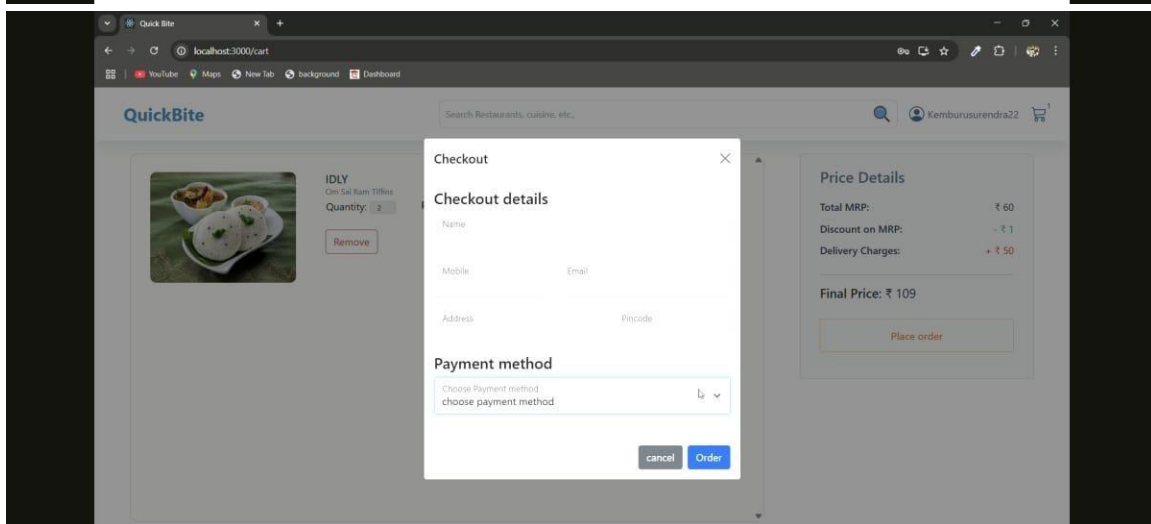 Quick Bite
localhost:3000/cart
YouTube Maps New Tab background Dashboard
QuickBite
Search Restaurants, cuisine, etc.,
Kemburusurendra22
1
IDLY
Om Sai Ram Tiffins
Quantity: 2
Remove
Checkout
Checkout details
Name
Mobile Email
Address Pincode
Payment method
Choose Payment method
choose payment method
cancel Order
Price Details
Total MRP: ₹ 60
Discount on MRP: - ₹ 1
Delivery Charges: + ₹ 50
Final Price: ₹ 109
Place order